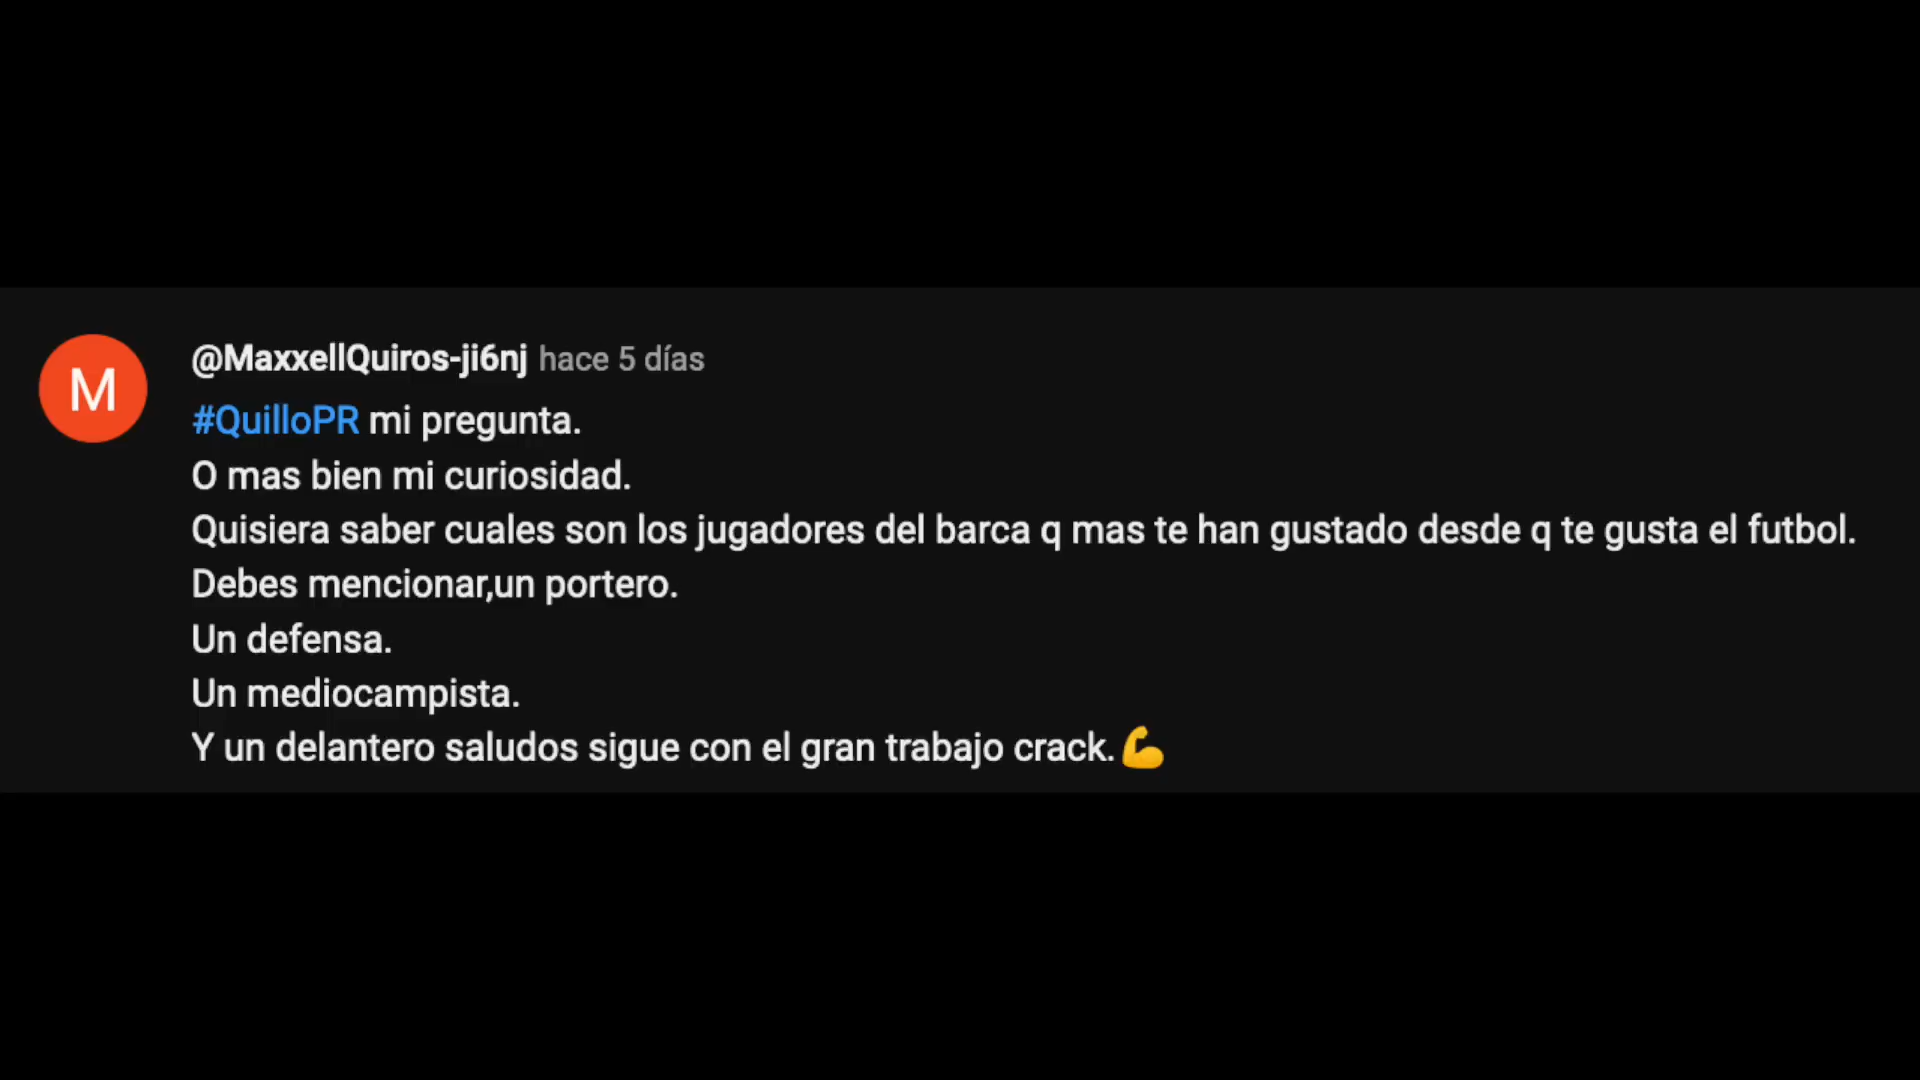 M
@MaxxellQuiros-ji6nj hace 5 días
#QuilloPR mi pregunta.
O mas bien mi curiosidad.
Quisiera saber cuales son los jugadores del barca q mas te han gustado desde q te gusta el futbol.
Debes mencionar,un portero.
Un defensa.
Un mediocampista.
Y un delantero saludos sigue con el gran trabajo crack.💪